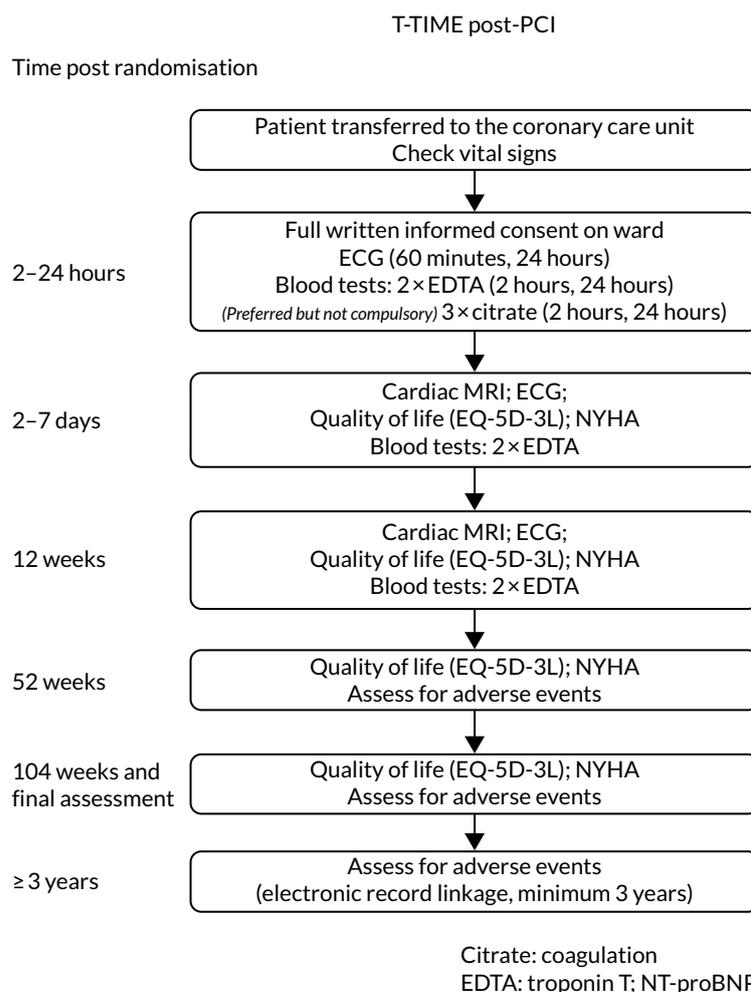 T-TIME post-PCI
Time post randomisation
Patient transferred to the coronary care unit
Check vital signs
2–24 hours
Full written informed consent on ward
ECG (60 minutes, 24 hours)
Blood tests: 2×EDTA (2 hours, 24 hours)
(Preferred but not compulsory) 3×citrate (2 hours, 24 hours)
2–7 days
Cardiac MRI; ECG;
Quality of life (EQ-5D-3L); NYHA
Blood tests: 2×EDTA
12 weeks
Cardiac MRI; ECG;
Quality of life (EQ-5D-3L); NYHA
Blood tests: 2×EDTA
52 weeks
Quality of life (EQ-5D-3L); NYHA
Assess for adverse events
104 weeks and
final assessment
Quality of life (EQ-5D-3L); NYHA
Assess for adverse events
≥3 years
Assess for adverse events
(electronic record linkage, minimum 3 years)
Citrate: coagulation
EDTA: troponin T; NT-proBNP